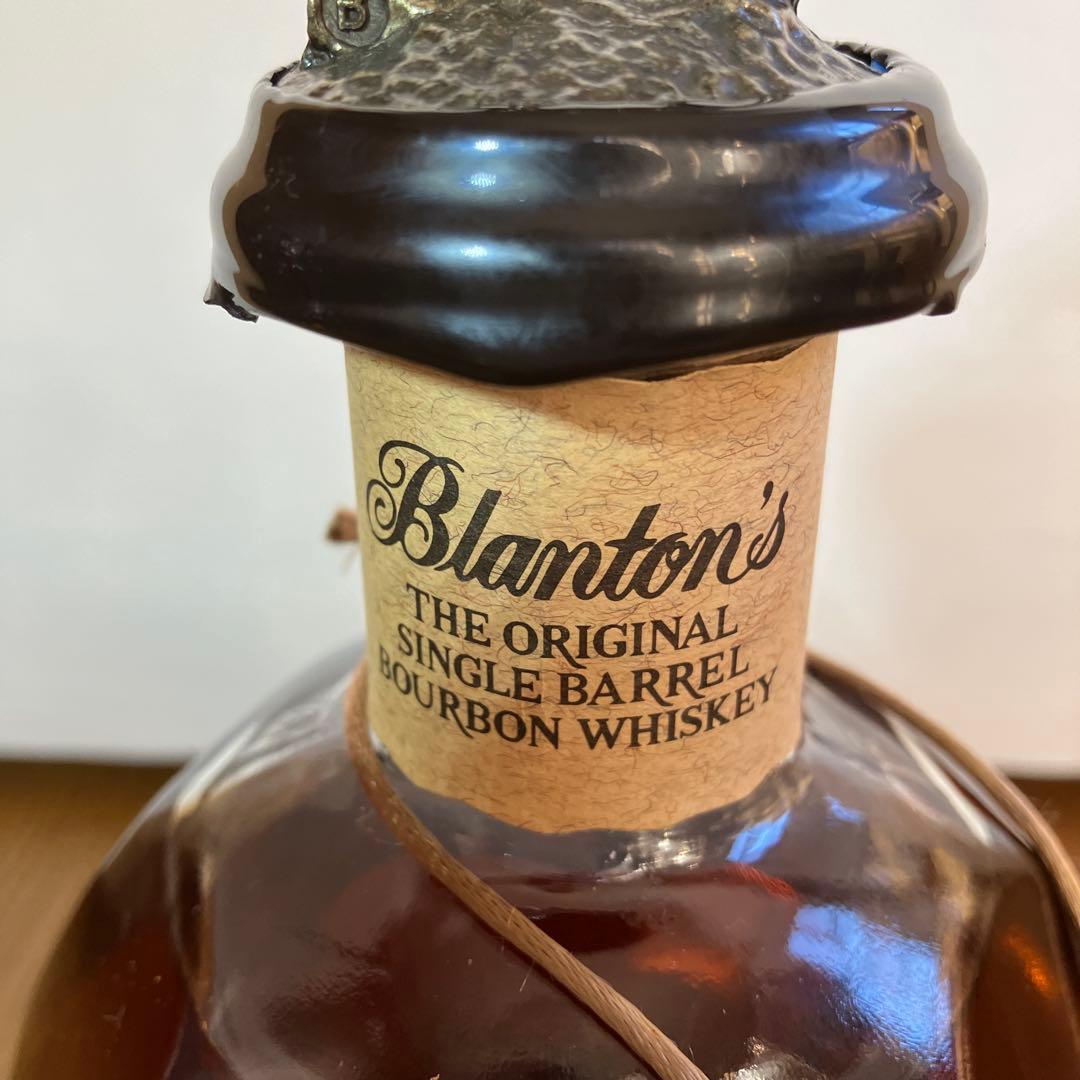 B
Blanton's
THE ORIGINAL
SINGLE BARREL
BOURBON WHISKEY